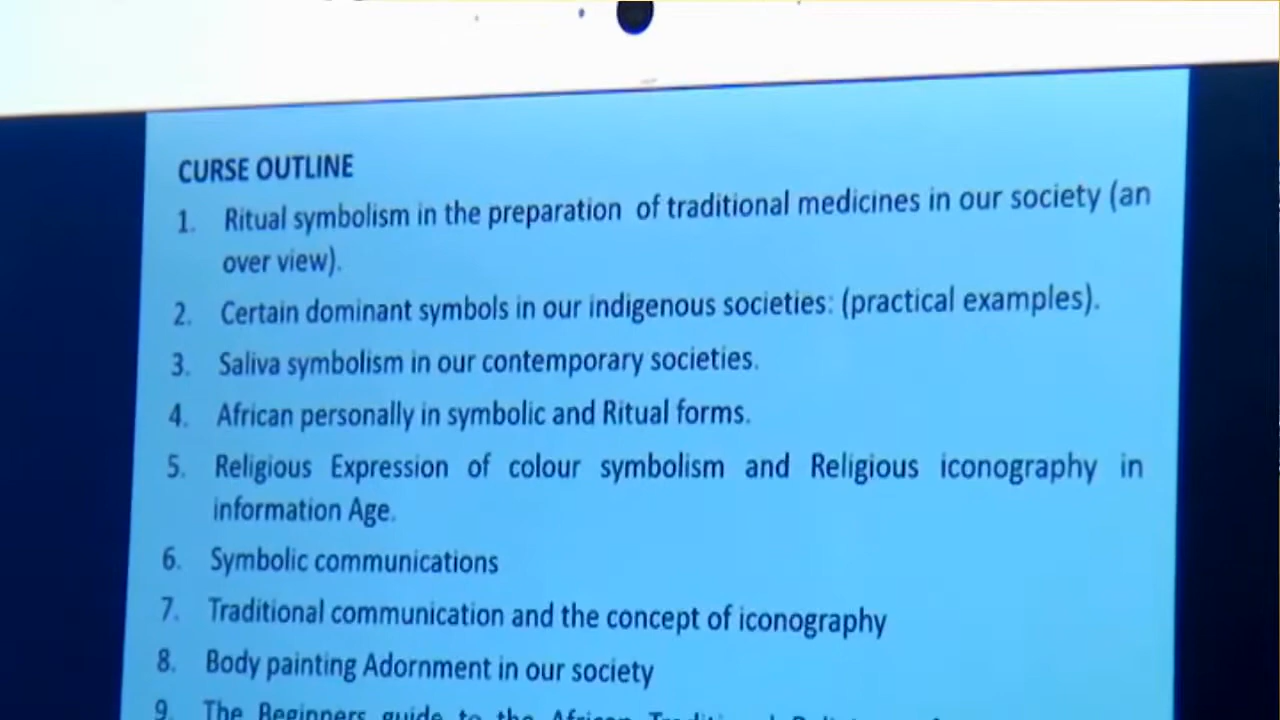 CURSE OUTLINE
1. Ritual symbolism in the preparation of traditional medicines in our society (an
over view).
2. Certain dominant symbols in our indigenous societies: (practical examples).
3. Saliva symbolism in our contemporary societies.
4. African personally in symbolic and Ritual forms.
5. Religious Expression of colour symbolism and Religious iconography in
information Age.
6. Symbolic communications
7. Traditional communication and the concept of iconography
8. Body painting Adornment in our society
9. The Beginners guide to the African Traditional